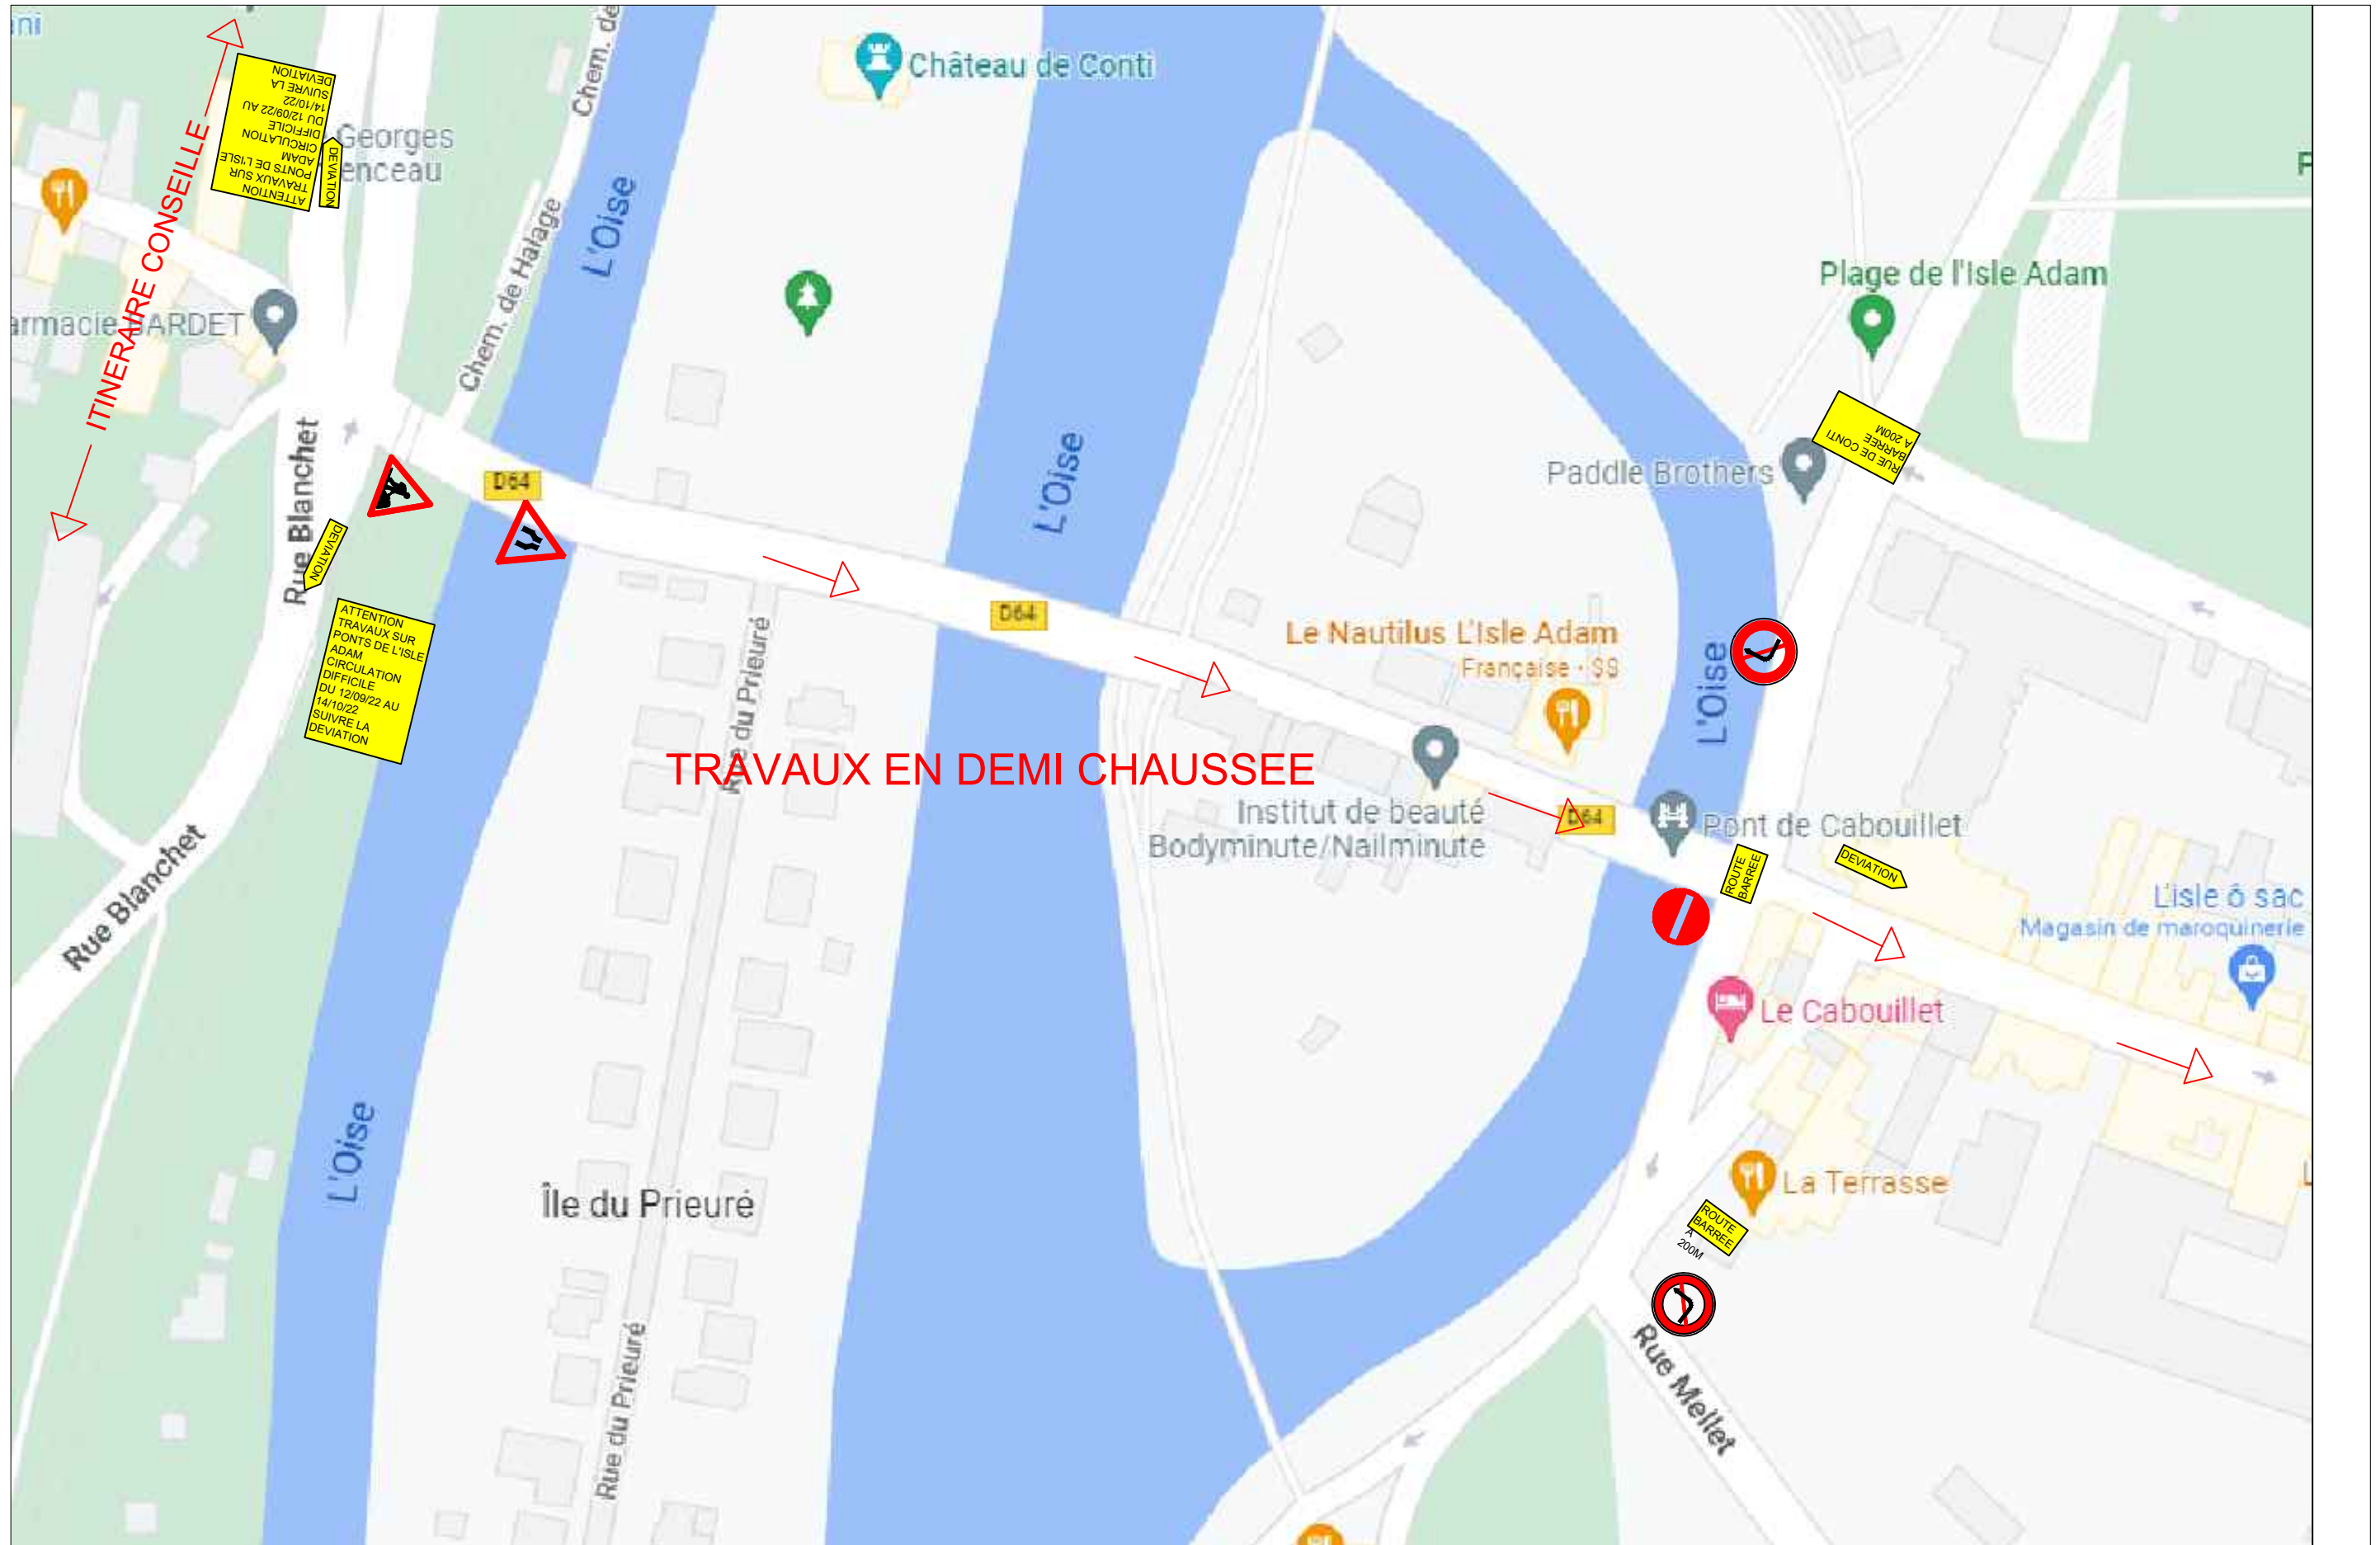 ni
ITINERAIRE CONSEILLE
ATTENTION
TRAVAUX SUR
PONTS DE L'ISLE
ADAM
CIRCULATION
DIFFICILE
DU 12/09/22 AU
14/10/22
SUIVRE LA
DEVIATION
DEVIATION
Georges
enceau
Chem. de
Château de Conti
L'Oise
Chem. de Halage
armacie BARDET
Plage de l'Isle Adam
RUE DE CONTI
BARREE
A 200M
Paddle Brothers
L'Oise
Rue Blanchet
D64
DEVIATION
ATTENTION
TRAVAUX SUR
PONTS DE L'ISLE
ADAM
CIRCULATION
DIFFICILE
DU 12/09/22 AU
14/10/22
SUIVRE LA
DEVIATION
D64
Le Nautilus L'Isle Adam
Française · $$
L'Oise
Rue du Prieuré
TRAVAUX EN DEMI CHAUSSEE
Institut de beauté
Bodyminute/Nailminute
D64
Pont de Cabouillet
ROUTE
BARREE
DEVIATION
L'isle ô sac
Magasin de maroquinerie
Rue Blanchet
Le Cabouillet
L'Oise
Île du Prieuré
La Terrasse
ROUTE
BARREE
A
200M
Rue du Prieuré
Rue Mellet